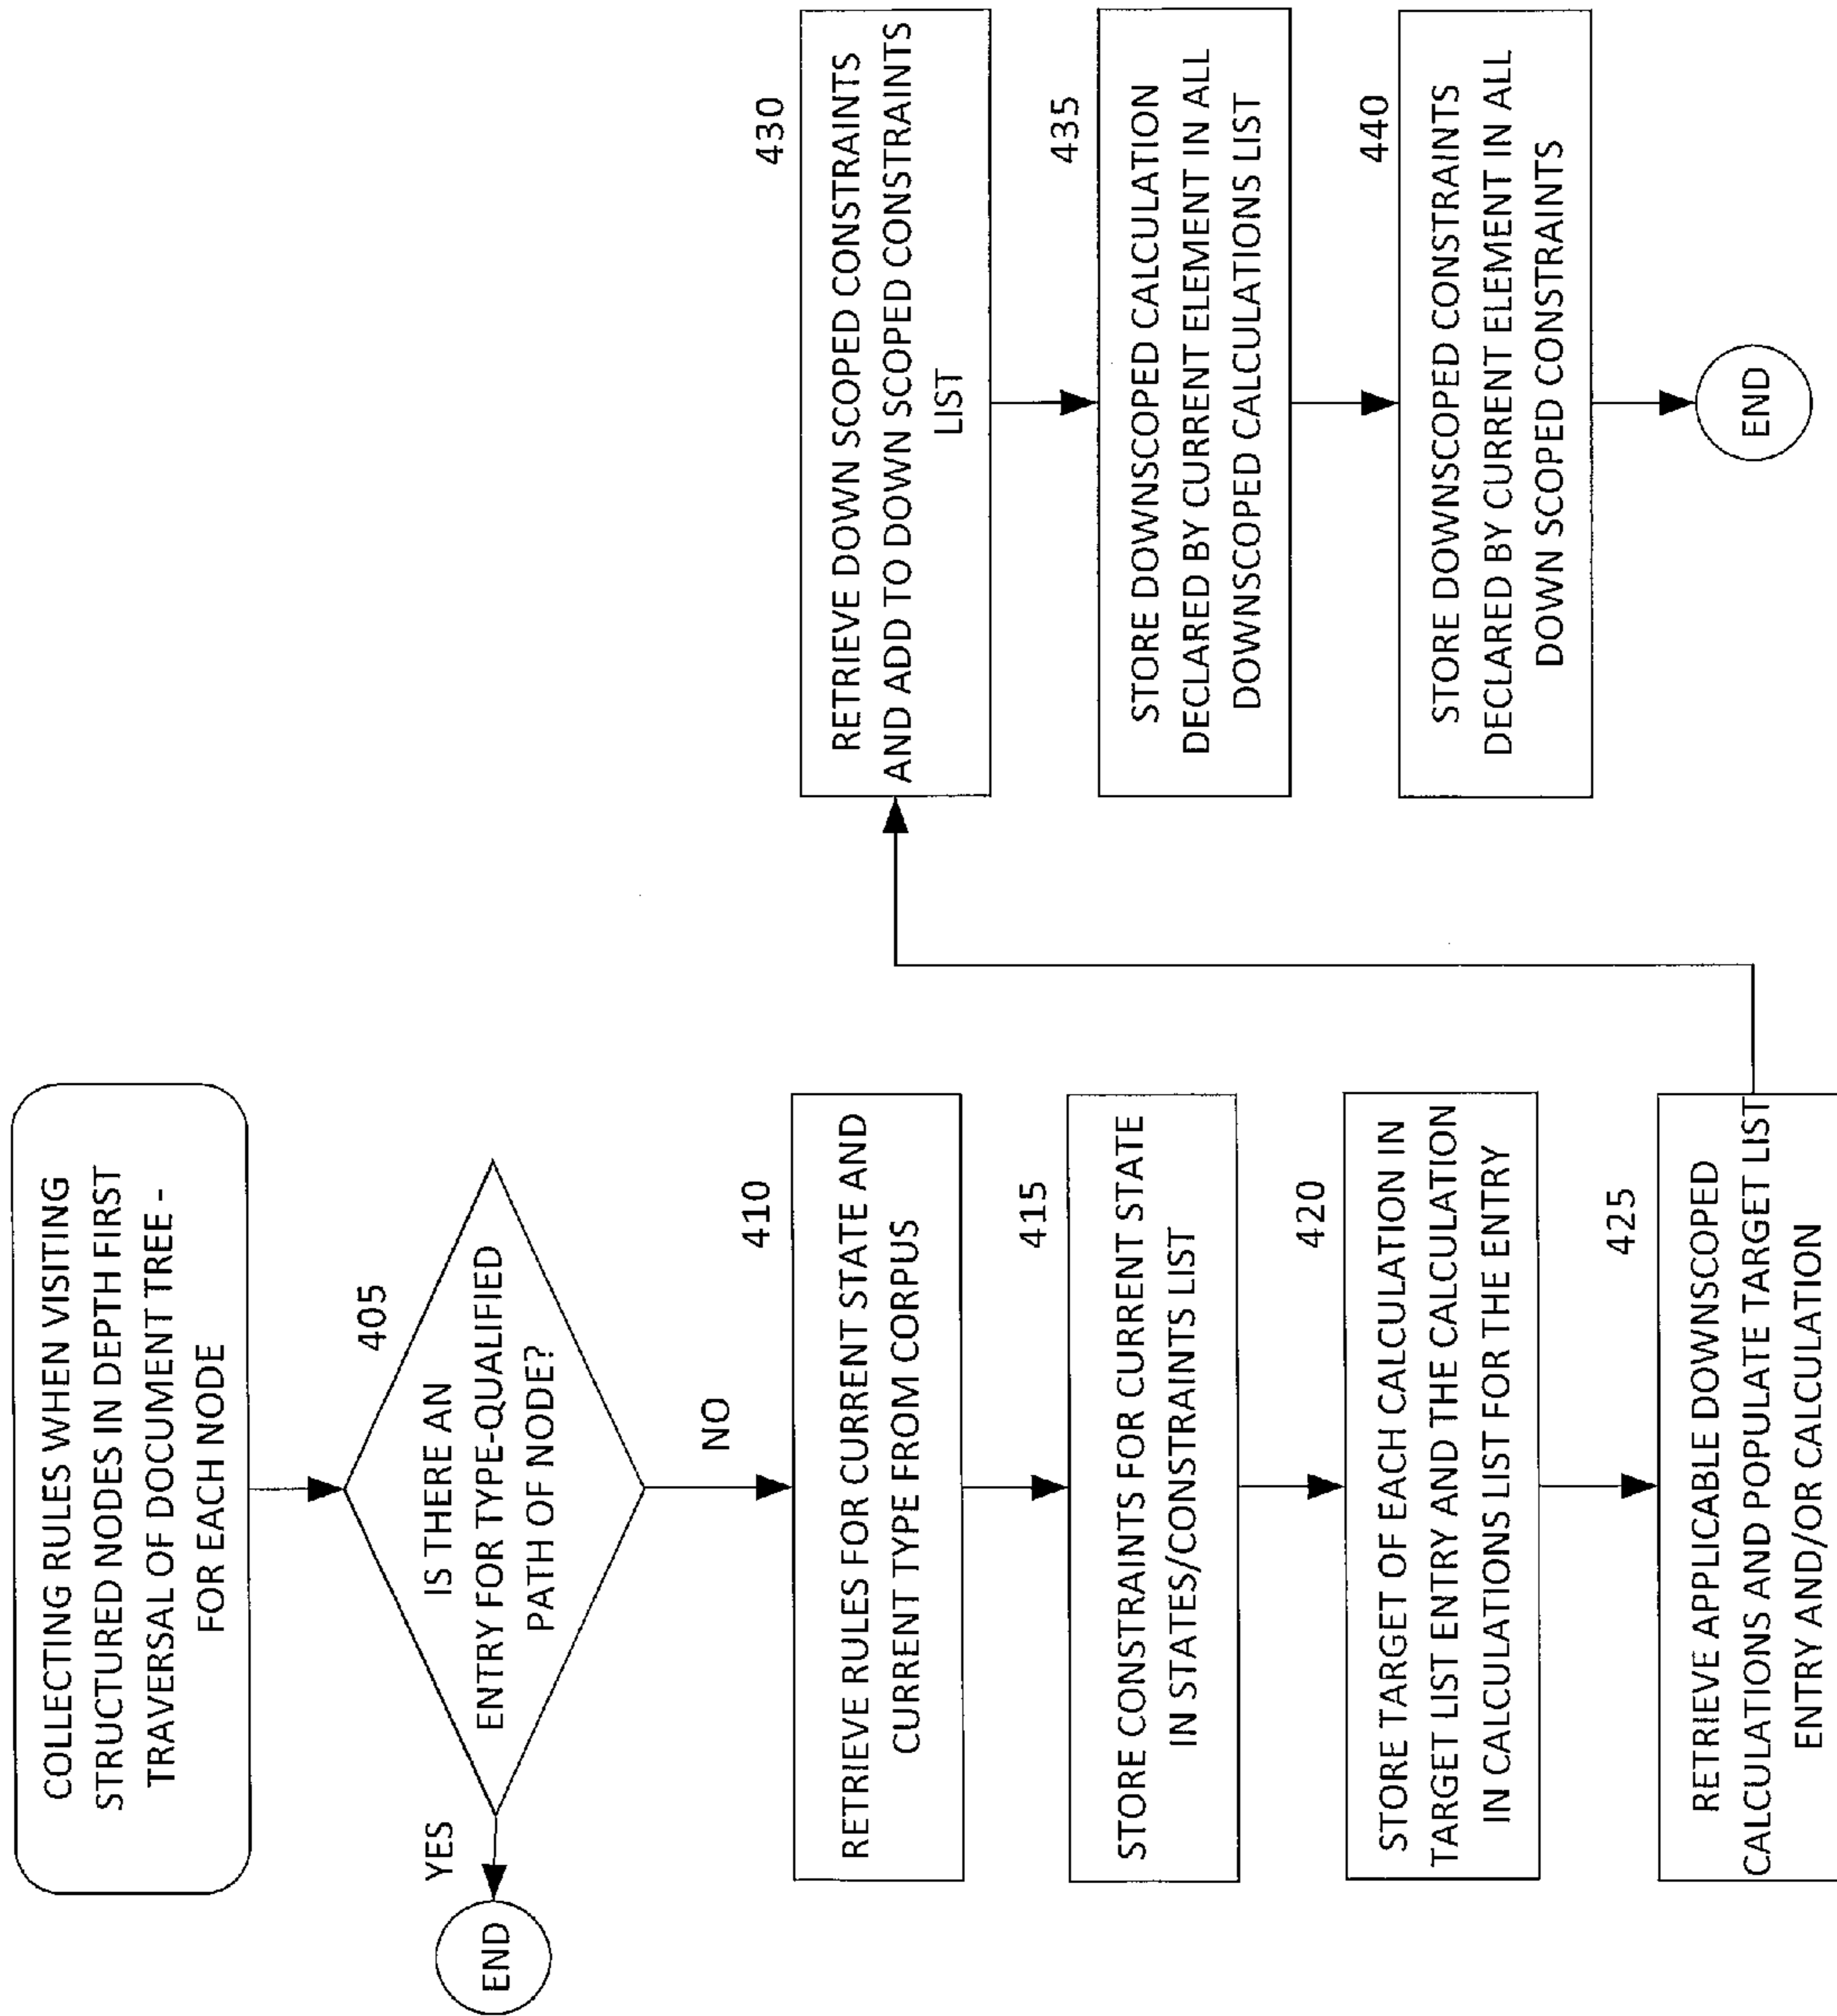 COLLECTING RULES WHEN VISITING
STRUCTURED NODES IN DEPTH FIRST
TRAVERSAL OF DOCUMENT TREE -
FOR EACH NODE
405
IS THERE AN
ENTRY FOR TYPE-QUALIFIED
PATH OF NODE?
YES
END
NO
410
RETRIEVE RULES FOR CURRENT STATE AND
CURRENT TYPE FROM CORPUS
415
STORE CONSTRAINTS FOR CURRENT STATE
IN STATES/CONSTRAINTS LIST
420
STORE TARGET OF EACH CALCULATION IN
TARGET LIST ENTRY AND THE CALCULATION
IN CALCULATIONS LIST FOR THE ENTRY
425
RETRIEVE APPLICABLE DOWNSCOPED
CALCULATIONS AND POPULATE TARGET LIST
ENTRY AND/OR CALCULATION
430
RETRIEVE DOWN SCOPED CONSTRAINTS
AND ADD TO DOWN SCOPED CONSTRAINTS
LIST
435
STORE DOWNSCOPED CALCULATION
DECLARED BY CURRENT ELEMENT IN ALL
DOWNSCOPED CALCULATIONS LIST
440
STORE DOWNSCOPED CONSTRAINTS
DECLARED BY CURRENT ELEMENT IN ALL
DOWN SCOPED CONSTRAINTS
END